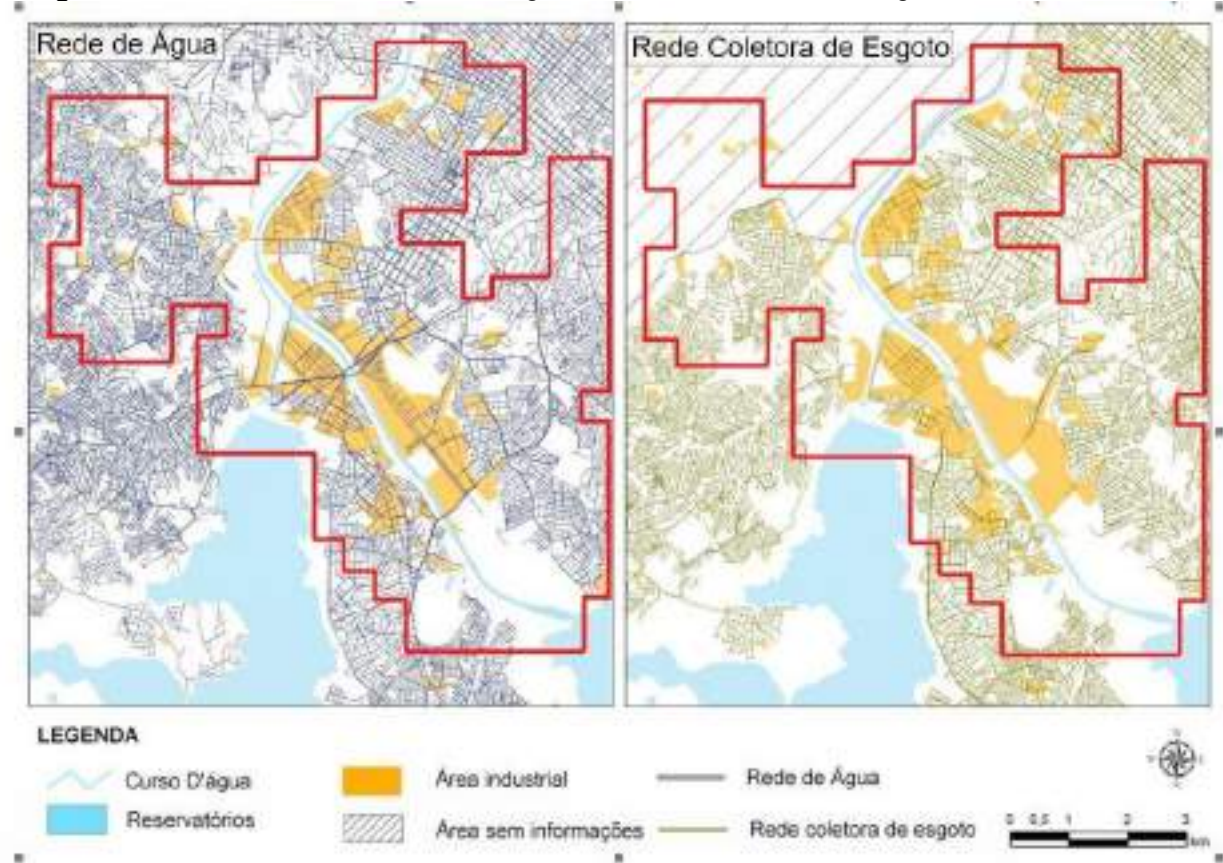 Rede de Água
Rede Coletora de Esgoto
LEGENDA
Curso D'água
Reservatórios
Área industrial
Área sem informações
Rede de Água
Rede coletora de esgoto
0 0,5 1 2 3
km